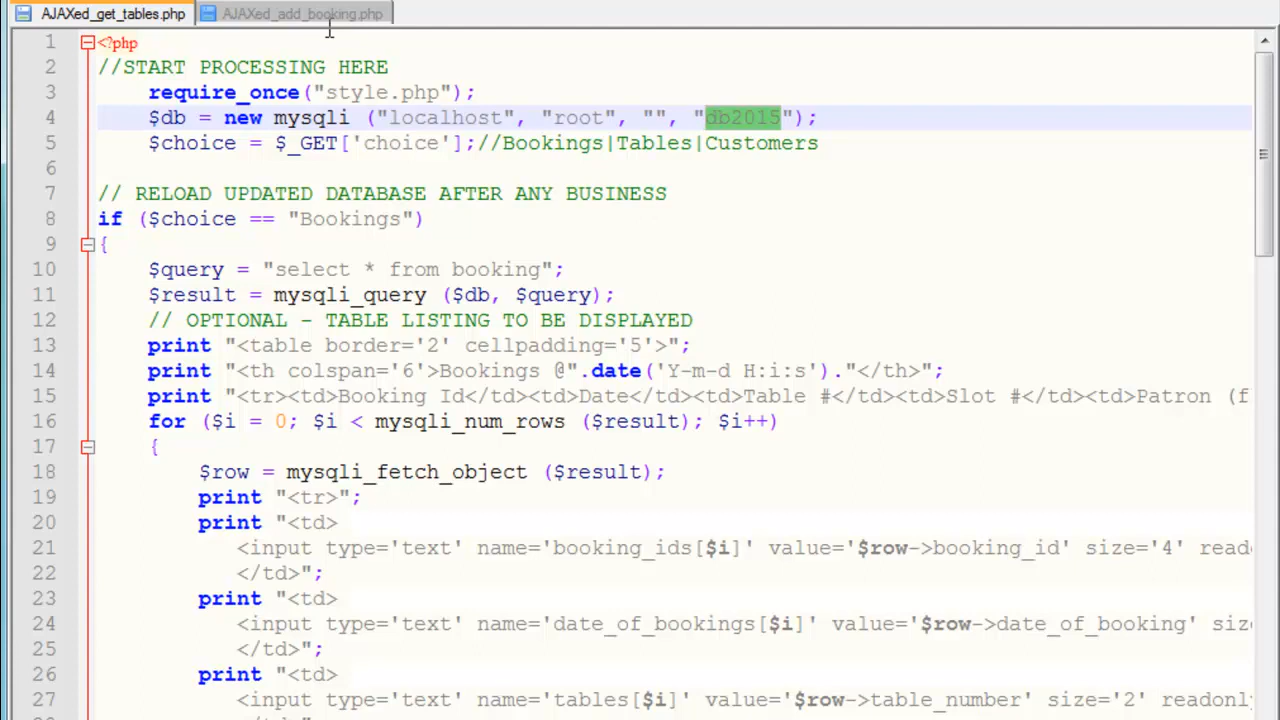 AJAXed_get_tables.php AJAXed_add_booking.php
1 <?php
2 //START PROCESSING HERE
3 require_once("style.php");
4 $db = new mysqli ("localhost", "root", "", "db2015");
5 $choice = $_GET['choice'];//Bookings|Tables|Customers
6
7 // RELOAD UPDATED DATABASE AFTER ANY BUSINESS
8 if ($choice == "Bookings")
9 {
10 $query = "select * from booking";
11 $result = mysqli_query ($db, $query);
12 // OPTIONAL - TABLE LISTING TO BE DISPLAYED
13 print "<table border='2' cellpadding='5'>";
14 print "<th colspan='6'>Bookings @".date('Y-m-d H:i:s')."</th>";
15 print "<tr><td>Booking Id</td><td>Date</td><td>Table #</td><td>Slot #</td><td>Patron (f
16 for ($i = 0; $i < mysqli_num_rows ($result); $i++)
17 {
18 $row = mysqli_fetch_object ($result);
19 print "<tr>";
20 print "<td>
21 <input type='text' name='booking_ids[$i]' value='$row->booking_id' size='4' reado
22 </td>";
23 print "<td>
24 <input type='text' name='date_of_bookings[$i]' value='$row->date_of_booking' siz
25 </td>";
26 print "<td>
27 <input type='text' name='tables[$i]' value='$row->table_number' size='2' readonly